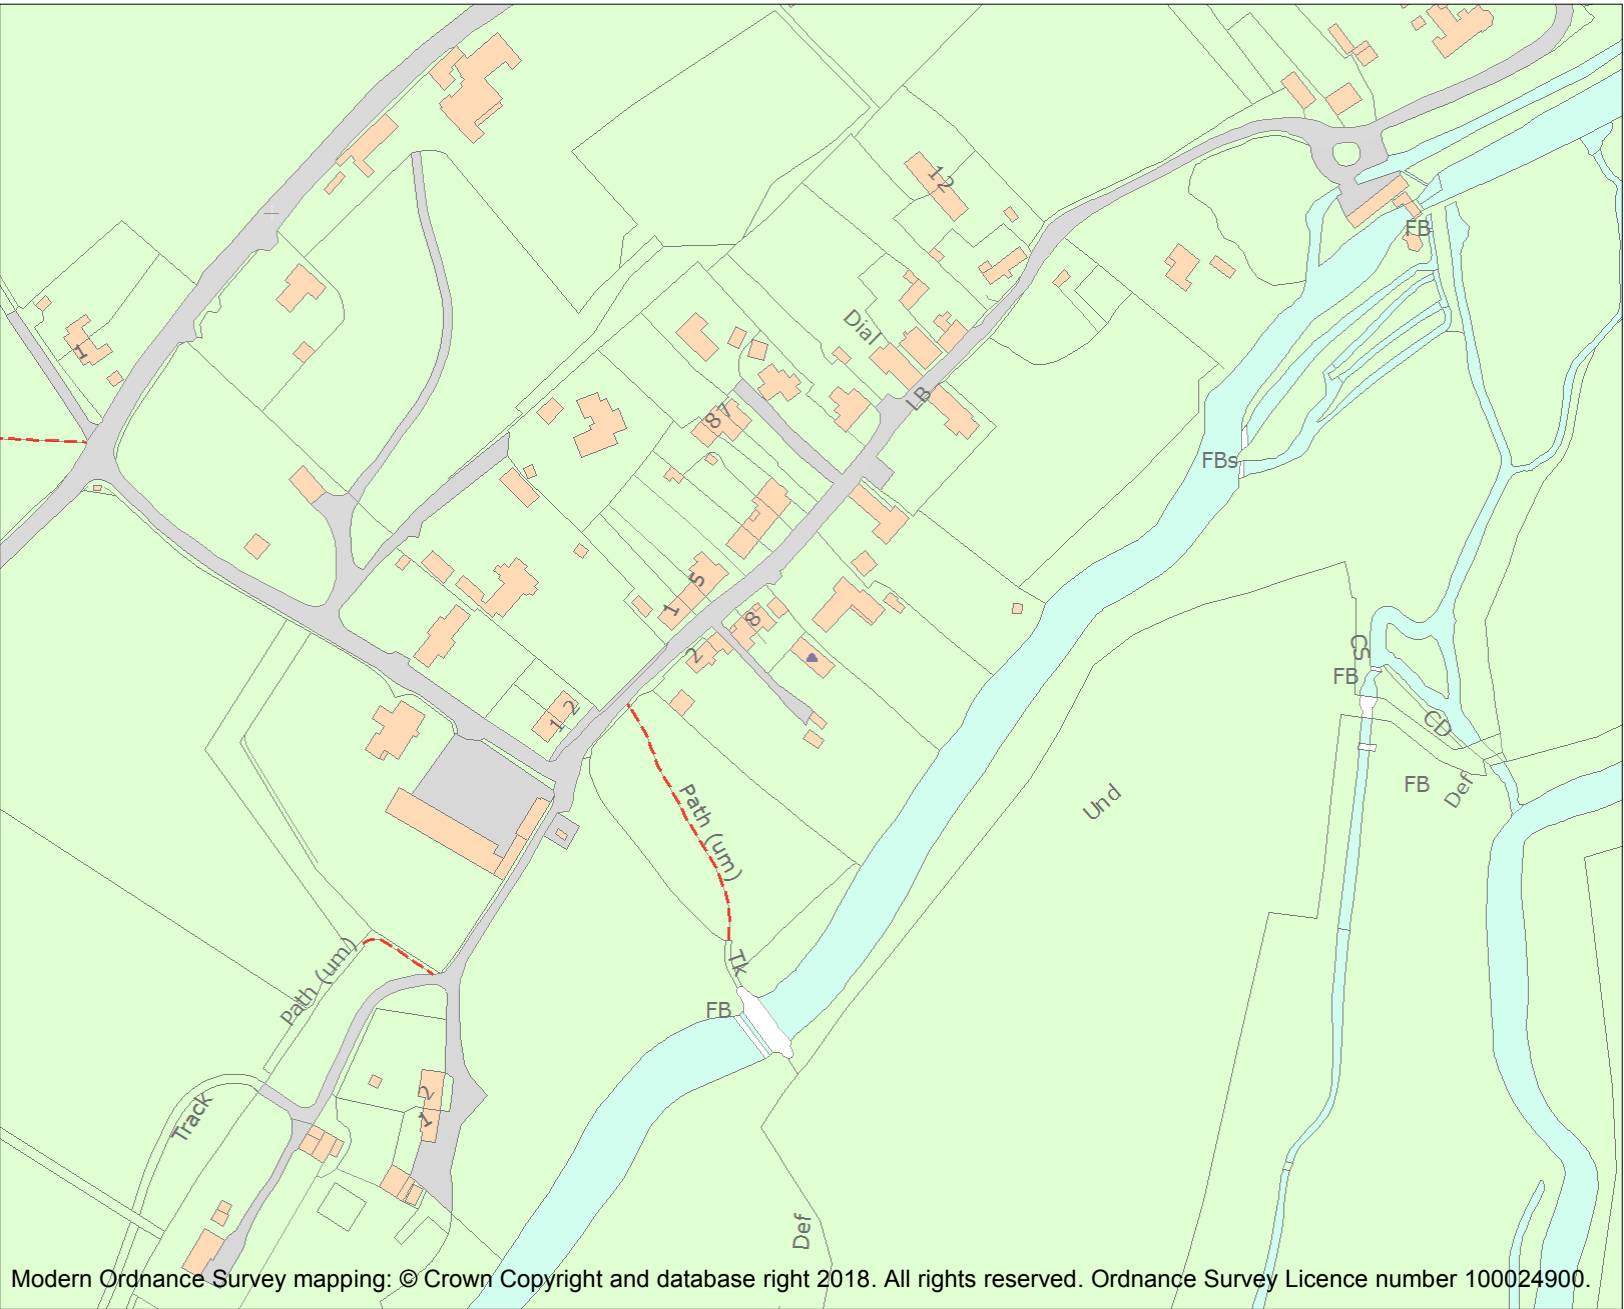 12
FB
Dial
1
LB
87
FBs
5
1
8
2
CS
FB
1 2
CD
FB
Def
Und
Path (um)
Path (um)
Tk
FB
2
1
Track
Def
Modern Ordnance Survey mapping: © Crown Copyright and database right 2018. All rights reserved. Ordnance Survey Licence number 100024900.